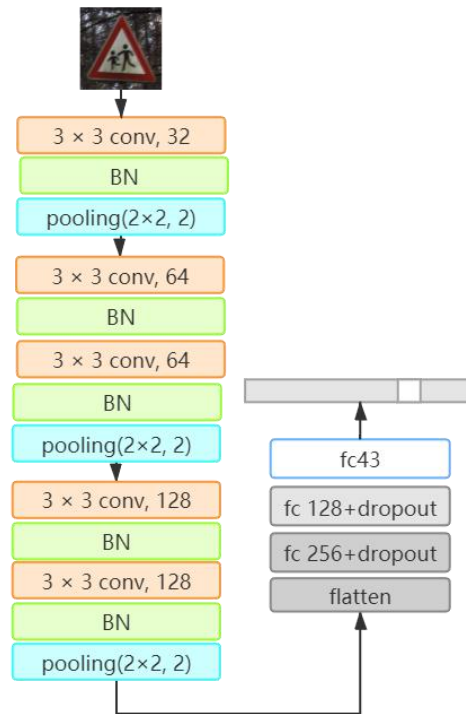 3 × 3 conv, 32
BN
pooling(2×2, 2)
3 × 3 conv, 64
BN
3 × 3 conv, 64
BN
pooling(2×2, 2)
3 × 3 conv, 128
BN
3 × 3 conv, 128
BN
pooling(2×2, 2)
flatten
fc 256+dropout
fc 128+dropout
fc43